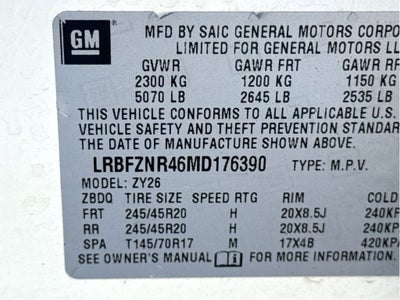 GM
MFD BY SAIC GENERAL MOTORS CORPO
LIMITED FOR GENERAL MOTORS LL
GVWR GAWR FRT GAWR RF
2300 KG 1200 KG 1150 KG
5070 LB 2645 LB 2535 LB
THIS VEHICLE CONFORMS TO ALL APPLICABLE U.S
VEHICLE SAFETY AND THEFT PREVENTION STANDAR
DATE OF MANUFACTURE SHOWN ABOVE.
LRBFZNR46MD176390 TYPE: M.P.V.
MODEL: ZY26
ZBDQ TIRE SIZE SPEED RTG RIM COLD
FRT 245/45R20 H 20X8.5J 240KP
RR 245/45R20 H 20X8.5J 240KP
SPA T145/70R17 M 17X4B 420KPA
SEE OWNER'S MANUAL i FOR MORE INFORMATION.